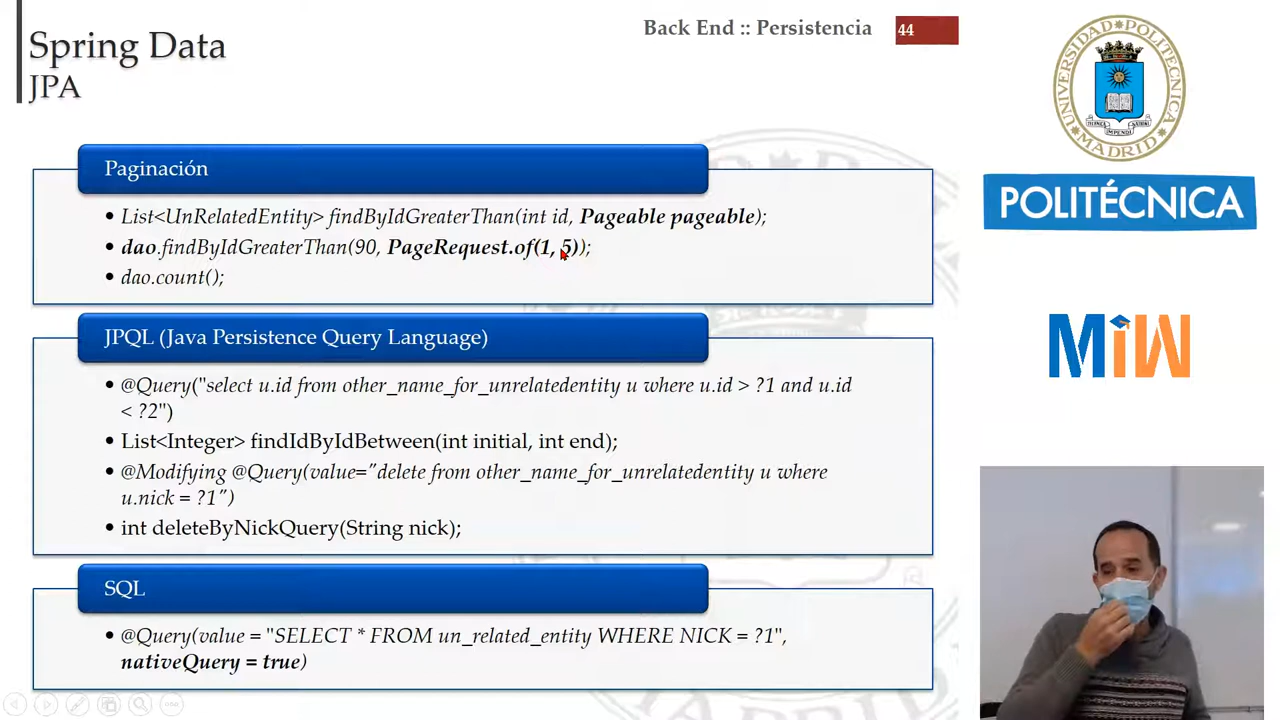 Spring Data
JPA
Back End :: Persistencia
44
Paginación
• List<UnRelatedEntity> findByIdGreaterThan(int id, Pageable pageable);
• dao.findByIdGreaterThan(90, PageRequest.of(1, 5));
• dao.count();
JPQL (Java Persistence Query Language)
• @Query("select u.id from other_name_for_unrelatedentity u where u.id > ?1 and u.id
< ?2")
• List<Integer> findIdByIdBetween(int initial, int end);
• @Modifying @Query(value="delete from other_name_for_unrelatedentity u where
u.nick = ?1")
• int deleteByNickQuery(String nick);
SQL
• @Query(value = "SELECT * FROM un_related_entity WHERE NICK = ?1",
nativeQuery = true)
UNIVERSIDAD POLITÉCNICA
MADRID
POLITÉCNICA
MiW